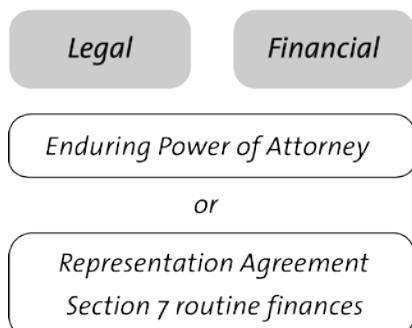 Legal Financial
Enduring Power of Attorney
or
Representation Agreement
Section 7 routine finances